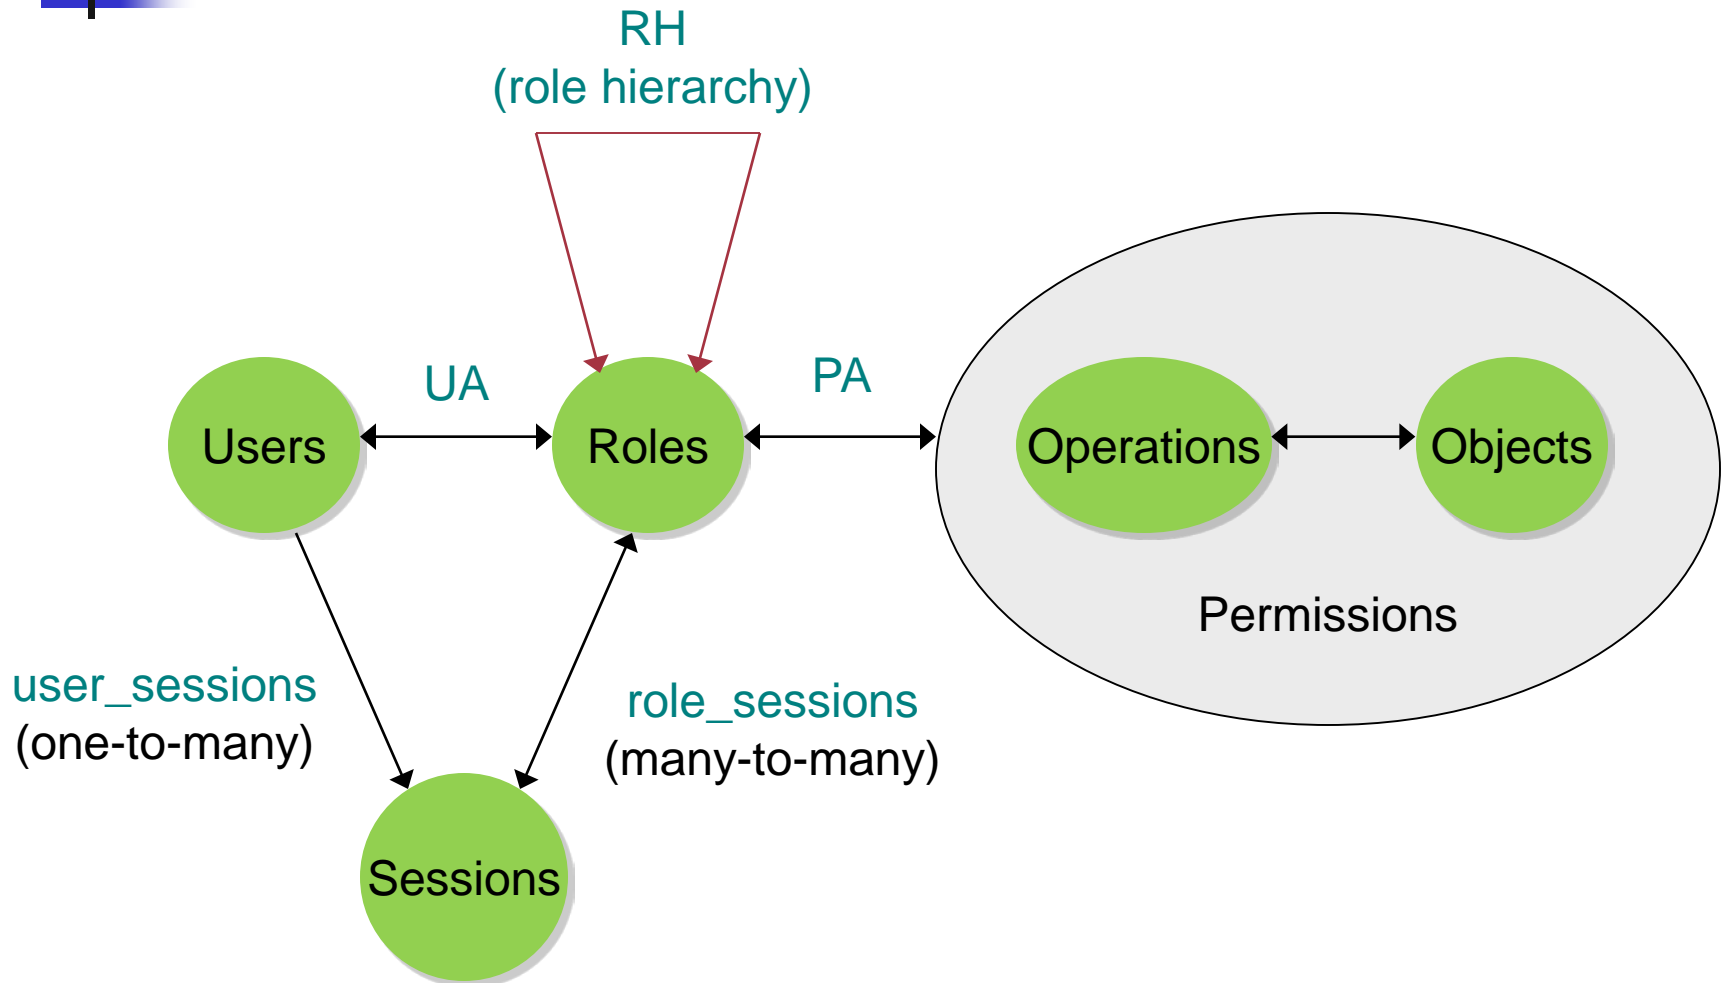 RH
(role hierarchy)
UA
PA
Users
Roles
Operations
Objects
Permissions
user_sessions
(one-to-many)
role_sessions
(many-to-many)
Sessions